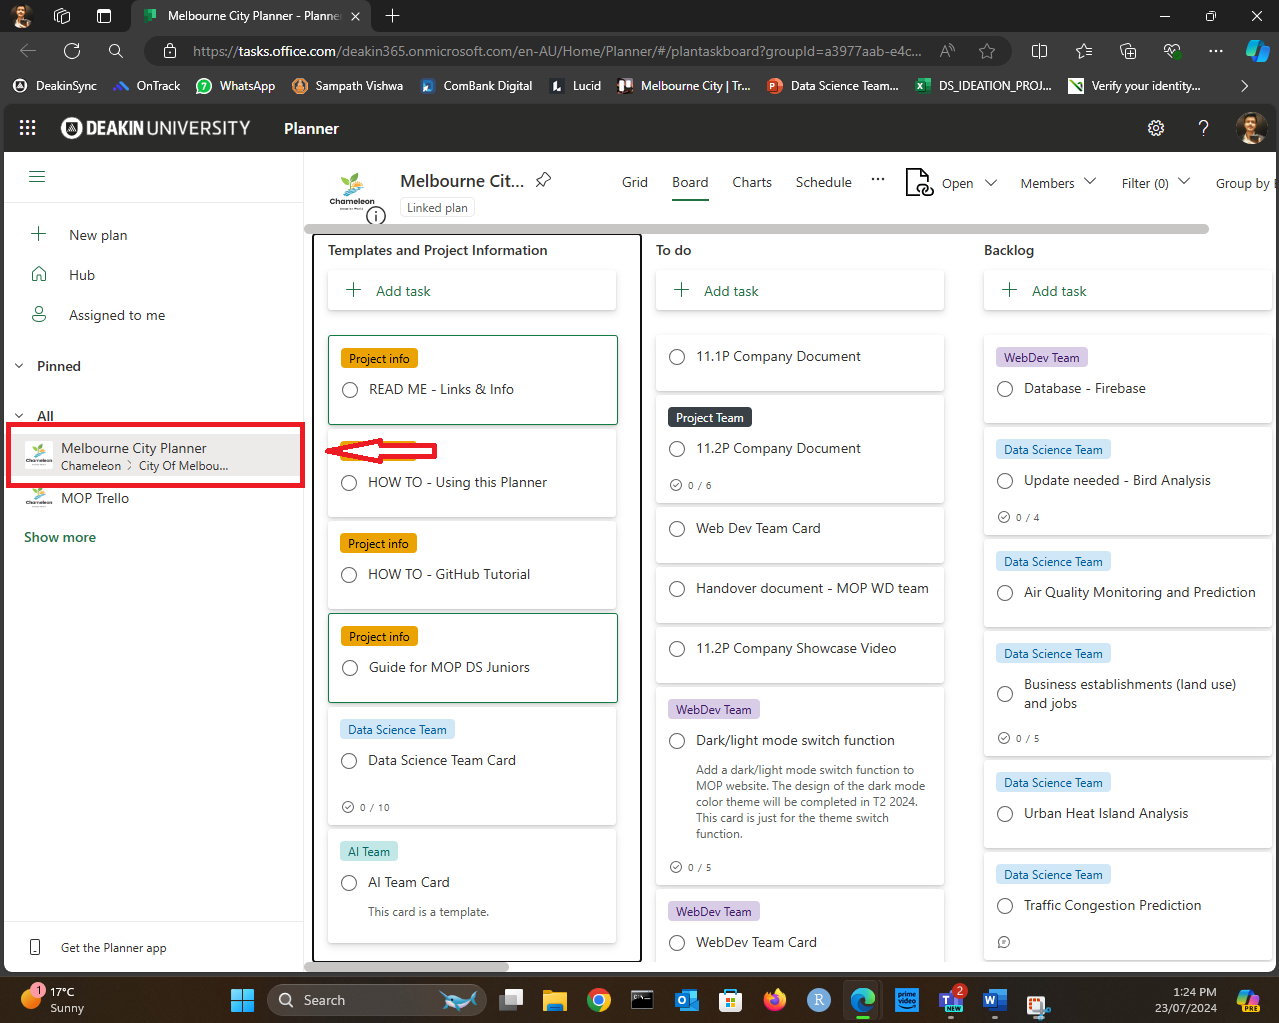 Melbourne City Planner - Planner
https://tasks.office.com/deakin365.onmicrosoft.com/en-AU/Home/Planner/#/plantaskboard?groupId=a3977aab-e4c...
DeakinSync
OnTrack
WhatsApp
Sampath Vishwa
ComBank Digital
Lucid
Melbourne City | Tr...
Data Science Team...
DS_IDEATION_PROJ...
Verify your identity...
DEAKIN UNIVERSITY
Planner
New plan
Hub
Assigned to me
Pinned
All
Melbourne City Planner
Chameleon > City Of Melbou...
MOP Trello
Show more
Get the Planner app
Chameleon
Melbourne Cit...
Linked plan
Grid
Board
Charts
Schedule
...
Open
Members
Filter (0)
Group by
Templates and Project Information
Add task
Project info
READ ME - Links & Info
HOW TO - Using this Planner
Project info
HOW TO - GitHub Tutorial
Project info
Guide for MOP DS Juniors
Data Science Team
Data Science Team Card
0 / 10
AI Team
AI Team Card
This card is a template.
To do
Add task
11.1P Company Document
Project Team
11.2P Company Document
0 / 6
Web Dev Team Card
Handover document - MOP WD team
11.2P Company Showcase Video
WebDev Team
Dark/light mode switch function
Add a dark/light mode switch function to
MOP website. The design of the dark mode
color theme will be completed in T2 2024.
This card is just for the theme switch
function.
0 / 5
WebDev Team
WebDev Team Card
Backlog
Add task
WebDev Team
Database - Firebase
Data Science Team
Update needed - Bird Analysis
0 / 4
Data Science Team
Air Quality Monitoring and Prediction
Data Science Team
Business establishments (land use)
and jobs
0 / 5
Data Science Team
Urban Heat Island Analysis
Data Science Team
Traffic Congestion Prediction
1
17°C
Sunny
Search
prime
video
2
NEW
1:24 PM
23/07/2024
PRE